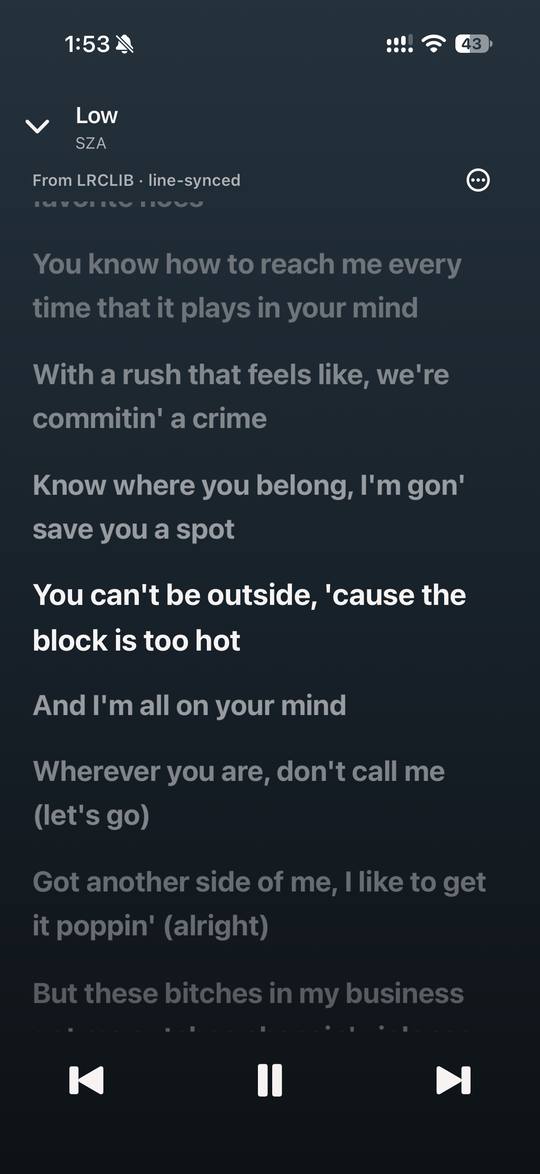 1:53
43
Low
SZA
From LRCLIB · line-synced
favorite hoes
You know how to reach me every
time that it plays in your mind
With a rush that feels like, we're
commitin' a crime
Know where you belong, I'm gon'
save you a spot
You can't be outside, 'cause the
block is too hot
And I'm all on your mind
Wherever you are, don't call me
(let's go)
Got another side of me, I like to get
it poppin' (alright)
But these bitches in my business